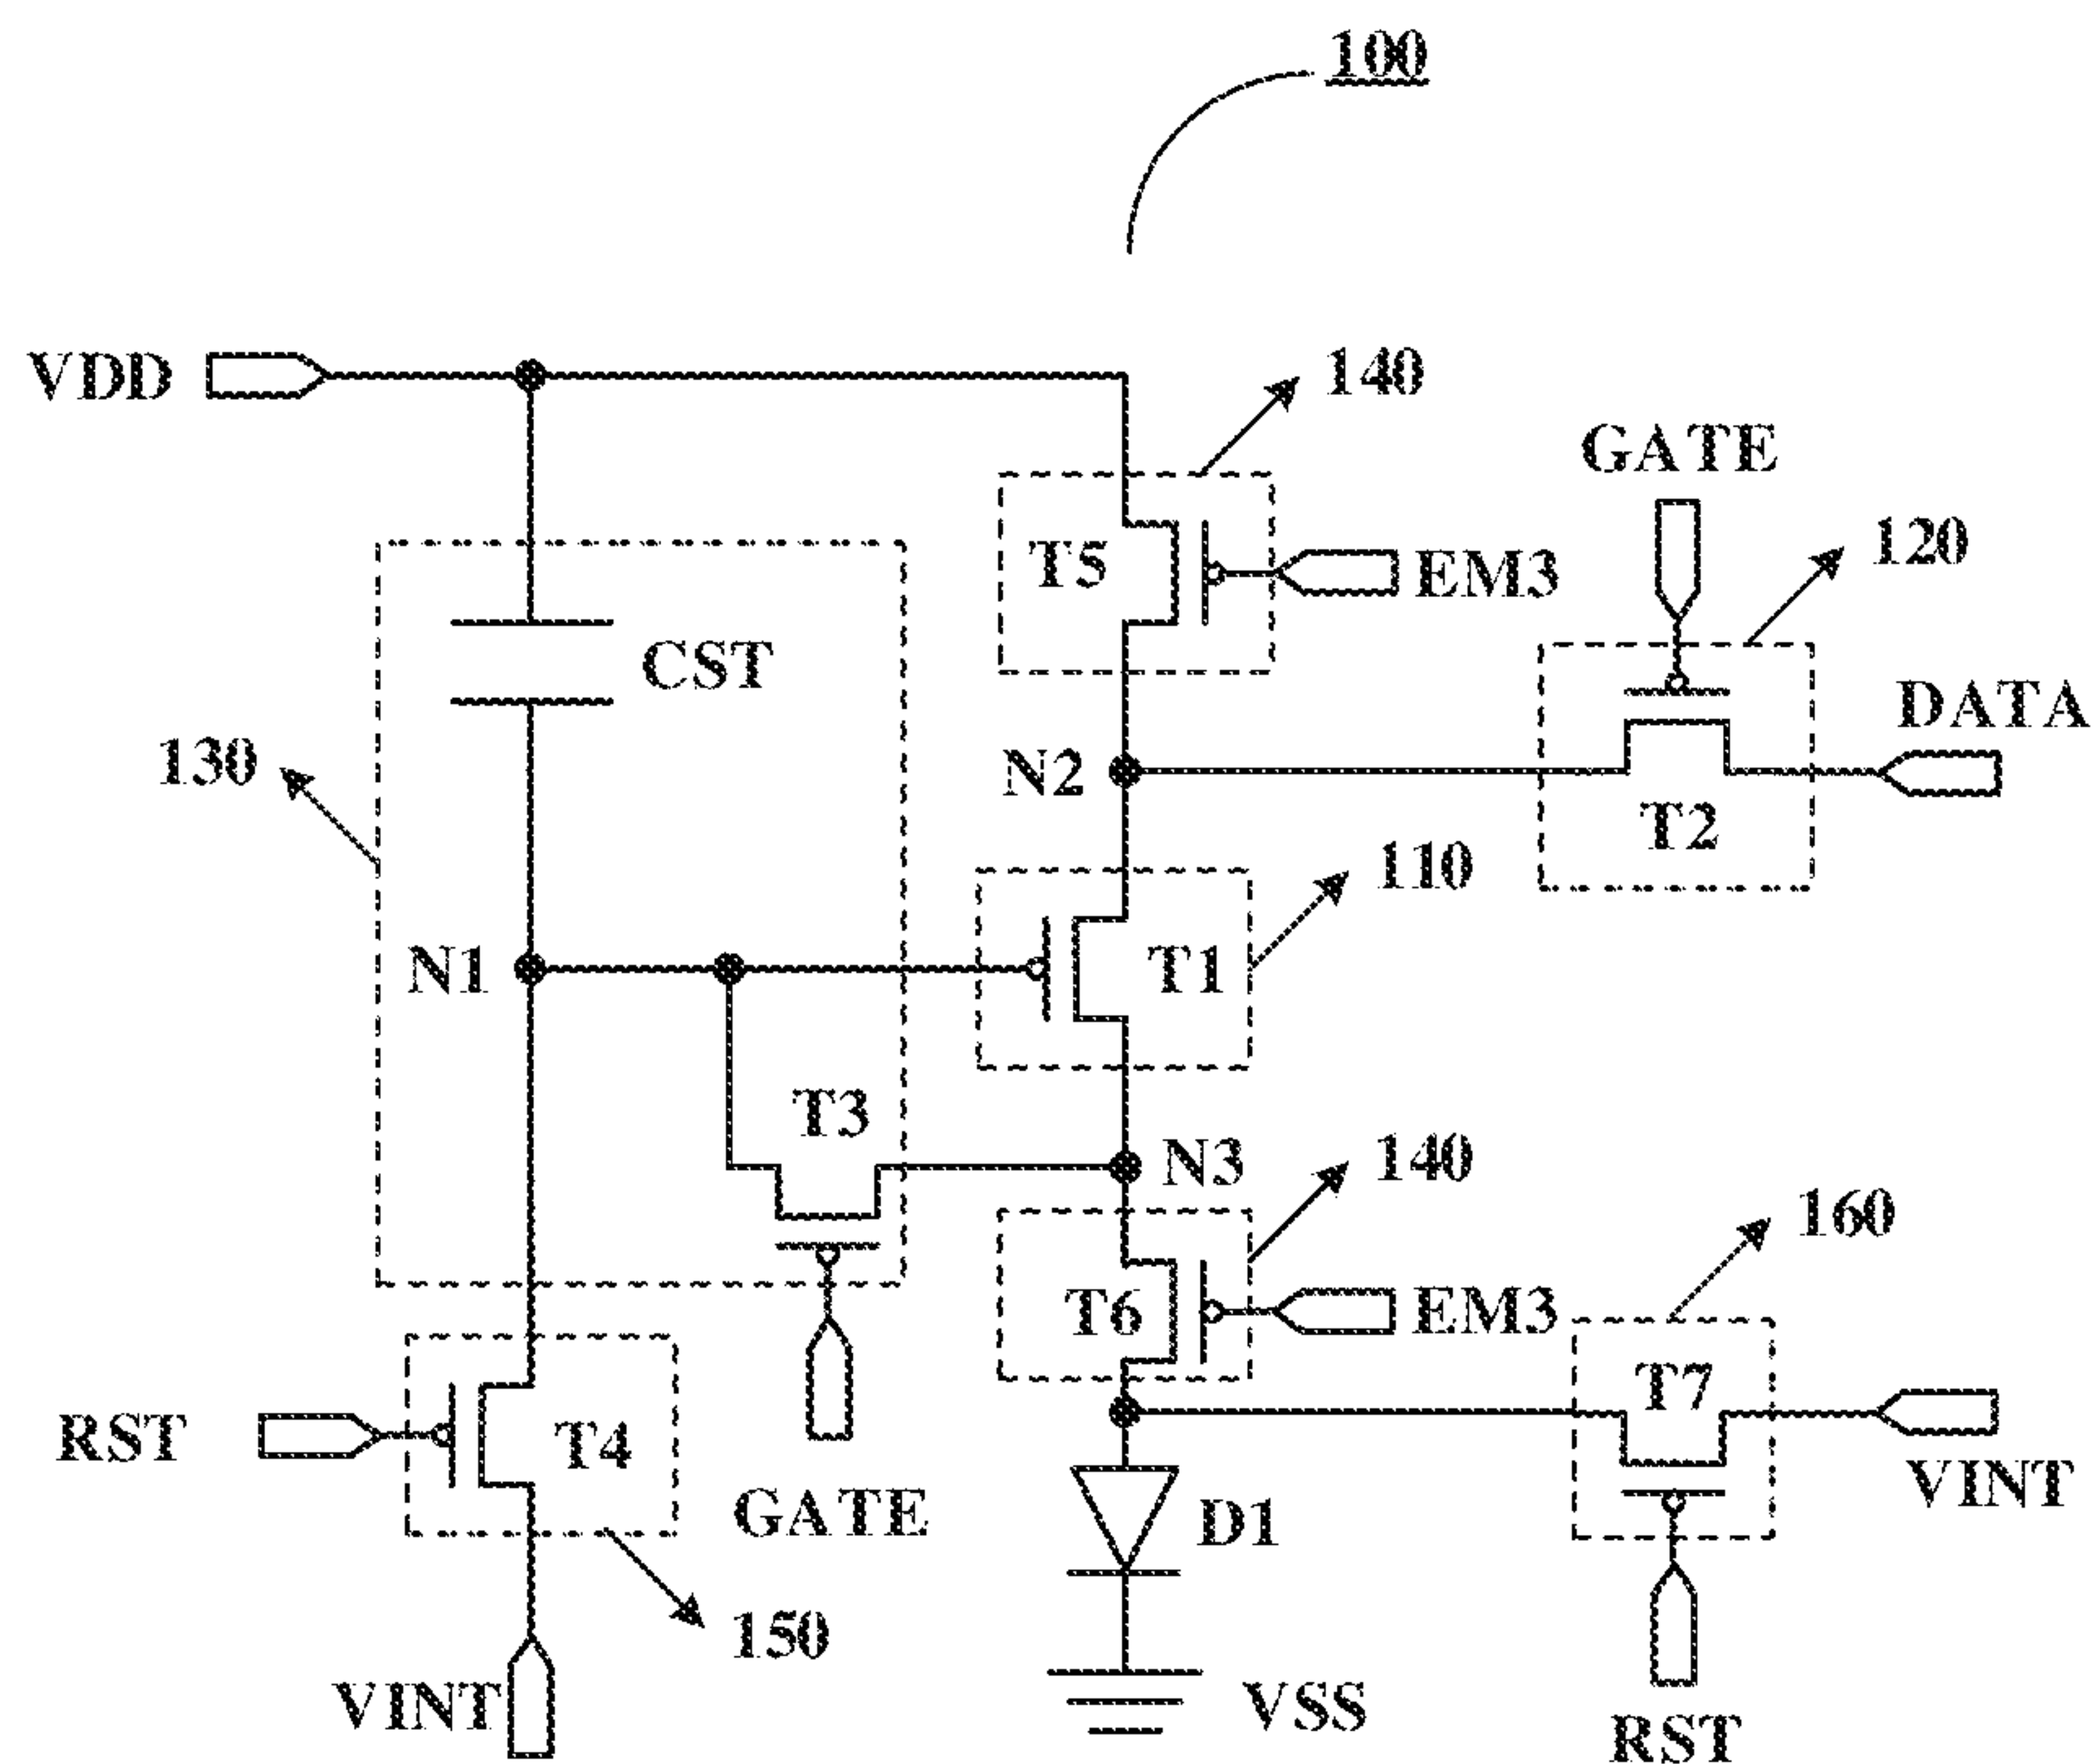 100
VDD
140
GATE
T5
EM3
120
CST
DATA
130
N2
T2
110
N1
T1
T3
N3
140
160
T6
EM3
T7
RST
T4
VINT
GATE
D1
150
VINT
VSS
RST